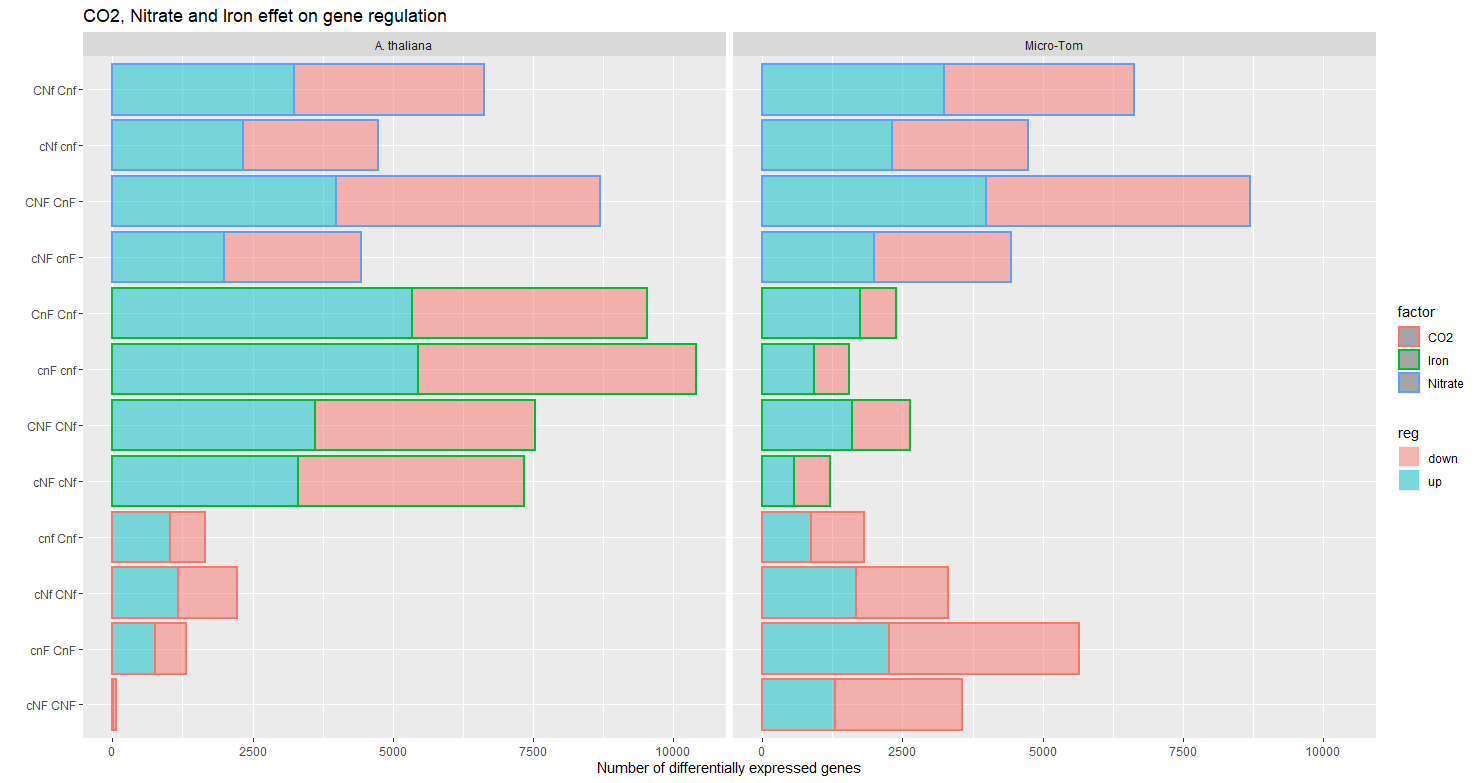 CO2, Nitrate and Iron effet on gene regulation
A. thaliana
Micro-Tom
CNf Cnf
cNf cnf
CNF CnF
cNF cnF
CnF Cnf
cnF cnf
CNF CNf
cNF cNf
cnf Cnf
cNf CNf
cnF CnF
cNF CNF
0 2500 5000 7500 10000
0 2500 5000 7500 10000
Number of differentially expressed genes
factor
CO2
Iron
Nitrate
reg
down
up